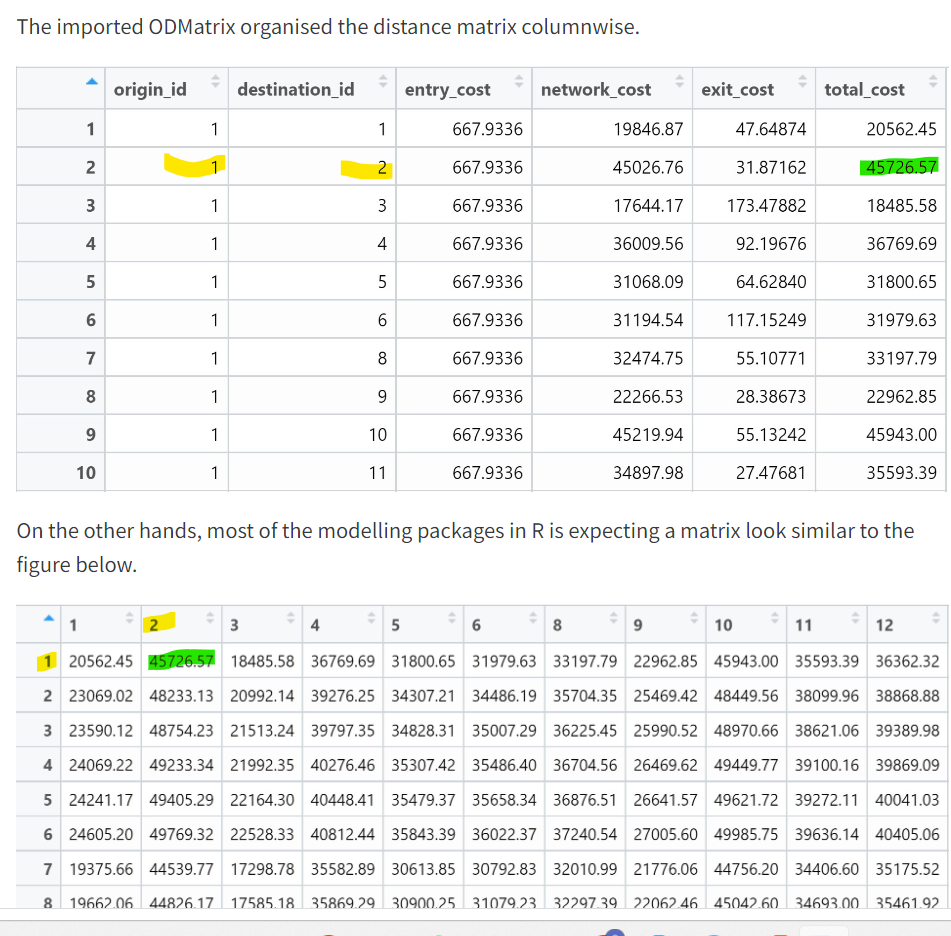 The imported ODMatrix organised the distance matrix columnwise.
origin_id destination_id entry_cost network_cost exit_cost total_cost
1 1 1 667.9336 19846.87 47.64874 20562.45
2 1 2 667.9336 45026.76 31.87162 45726.57
3 1 3 667.9336 17644.17 173.47882 18485.58
4 1 4 667.9336 36009.56 92.19676 36769.69
5 1 5 667.9336 31068.09 64.62840 31800.65
6 1 6 667.9336 31194.54 117.15249 31979.63
7 1 8 667.9336 32474.75 55.10771 33197.79
8 1 9 667.9336 22266.53 28.38673 22962.85
9 1 10 667.9336 45219.94 55.13242 45943.00
10 1 11 667.9336 34897.98 27.47681 35593.39
On the other hands, most of the modelling packages in R is expecting a matrix look similar to the
figure below.
1 2 3 4 5 6 8 9 10 11 12
1 20562.45 45726.57 18485.58 36769.69 31800.65 31979.63 33197.79 22962.85 45943.00 35593.39 36362.32
2 23069.02 48233.13 20992.14 39276.25 34307.21 34486.19 35704.35 25469.42 48449.56 38099.96 38868.88
3 23590.12 48754.23 21513.24 39797.35 34828.31 35007.29 36225.45 25990.52 48970.66 38621.06 39389.98
4 24069.22 49233.34 21992.35 40276.46 35307.42 35486.40 36704.56 26469.62 49449.77 39100.16 39869.09
5 24241.17 49405.29 22164.30 40448.41 35479.37 35658.34 36876.51 26641.57 49621.72 39272.11 40041.03
6 24605.20 49769.32 22528.33 40812.44 35843.39 36022.37 37240.54 27005.60 49985.75 39636.14 40405.06
7 19375.66 44539.77 17298.78 35582.89 30613.85 30792.83 32010.99 21776.06 44756.20 34406.60 35175.52
8 19662.06 44826.17 17585.18 35869.29 30900.25 31079.23 32297.39 22062.46 45042.60 34693.00 35461.92